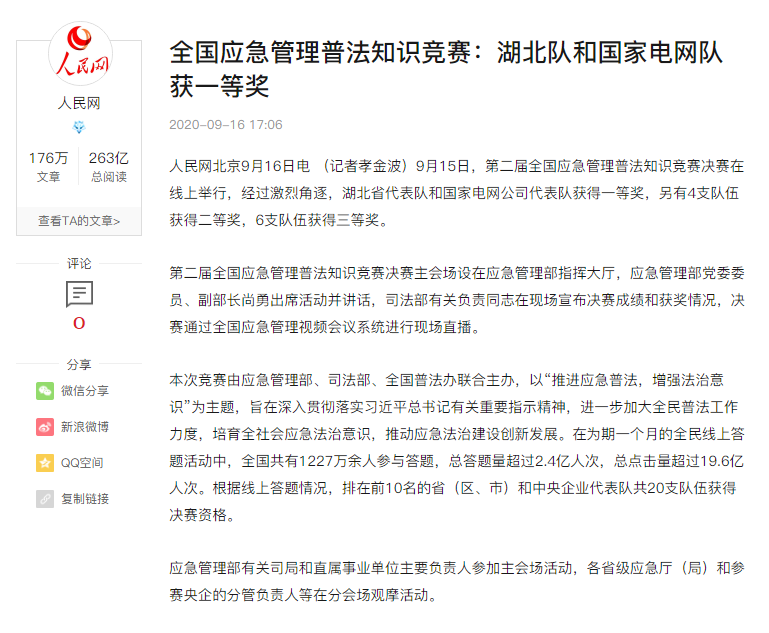 人民网
人民网
176万
263亿
文章
总阅读
查看TA的文章>
评论
0
分享
微信分享
新浪微博
QQ空间
复制链接
全国应急管理普法知识竞赛：湖北队和国家电网队
获一等奖
2020-09-16 17:06
人民网北京9月16日电 （记者孝金波）9月15日，第二届全国应急管理普法知识竞赛决赛在
线上举行，经过激烈角逐，湖北省代表队和国家电网公司代表队获得一等奖，另有4支队伍
获得二等奖，6支队伍获得三等奖。
第二届全国应急管理普法知识竞赛决赛主会场设在应急管理部指挥大厅，应急管理部党委委
员、副部长尚勇出席活动并讲话，司法部有关负责同志在现场宣布决赛成绩和获奖情况，决
赛通过全国应急管理视频会议系统进行现场直播。
本次竞赛由应急管理部、司法部、全国普法办联合主办，以“推进应急普法，增强法治意
识”为主题，旨在深入贯彻落实习近平总书记有关重要指示精神，进一步加大全民普法工作
力度，培育全社会应急法治意识，推动应急法治建设创新发展。在为期一个月的全民线上答
题活动中，全国共有1227万余人参与答题，总答题量超过2.4亿人次，总点击量超过19.6亿
人次。根据线上答题情况，排在前10名的省（区、市）和中央企业代表队共20支队伍获得
决赛资格。
应急管理部有关司局和直属事业单位主要负责人参加主会场活动，各省级应急厅（局）和参
赛央企的分管负责人等在分会场观摩活动。